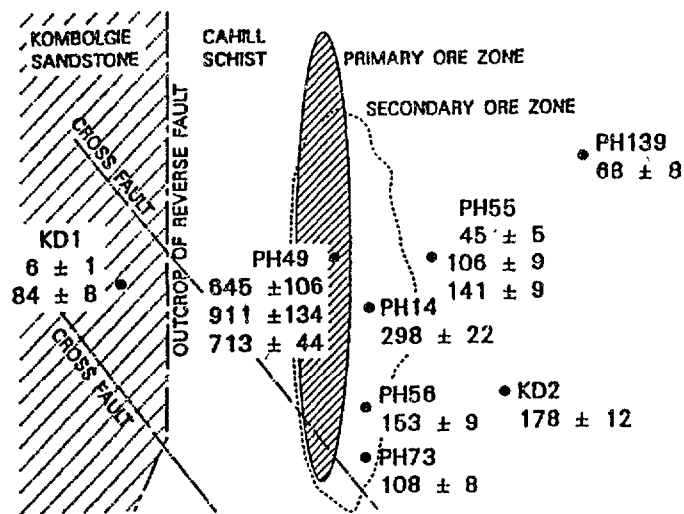 KOMBOLGIE
SANDSTONE
CAHILL
SCHIST
PRIMARY ORE ZONE
SECONDARY ORE ZONE
CROSS FAULT
OUTCROP OF REVERSE FAULT
PH139
68 ± 8
PH55
45 ± 5
106 ± 9
141 ± 9
KD1
6 ± 1
84 ± 8
PH49
645 ±106
911 ±134
713 ± 44
PH14
298 ± 22
CROSS FAULT
PH56
153 ± 9
KD2
178 ± 12
PH73
108 ± 8